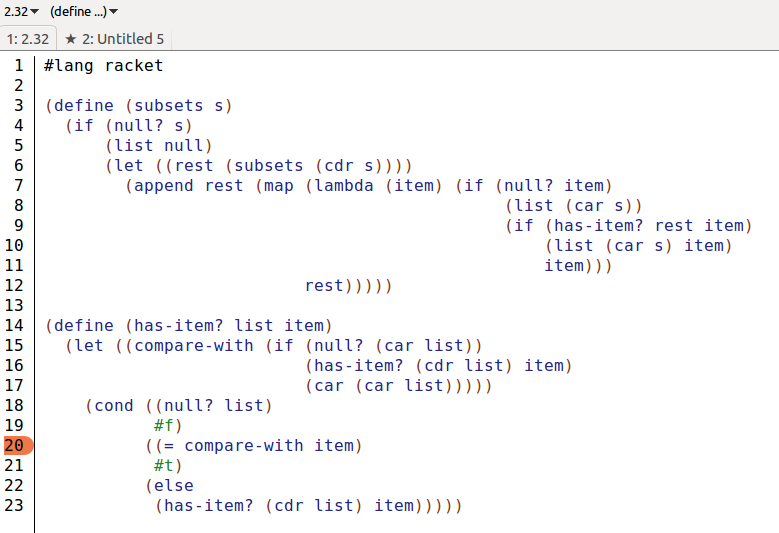 2.32▾ (define ...)▾
1: 2.32 ★ 2: Untitled 5
1 #lang racket
2
3 (define (subsets s)
4   (if (null? s)
5       (list null)
6       (let ((rest (subsets (cdr s))))
7         (append rest (map (lambda (item) (if (null? item)
8                                               (list (car s))
9                                               (if (has-item? rest item)
10                                                  (list (car s) item)
11                                                  item)))
12                          rest)))))
13
14 (define (has-item? list item)
15   (let ((compare-with (if (null? (car list))
16                           (has-item? (cdr list) item)
17                           (car (car list)))))
18     (cond ((null? list)
19            #f)
20           ((= compare-with item)
21            #t)
22           (else
23            (has-item? (cdr list) item)))))